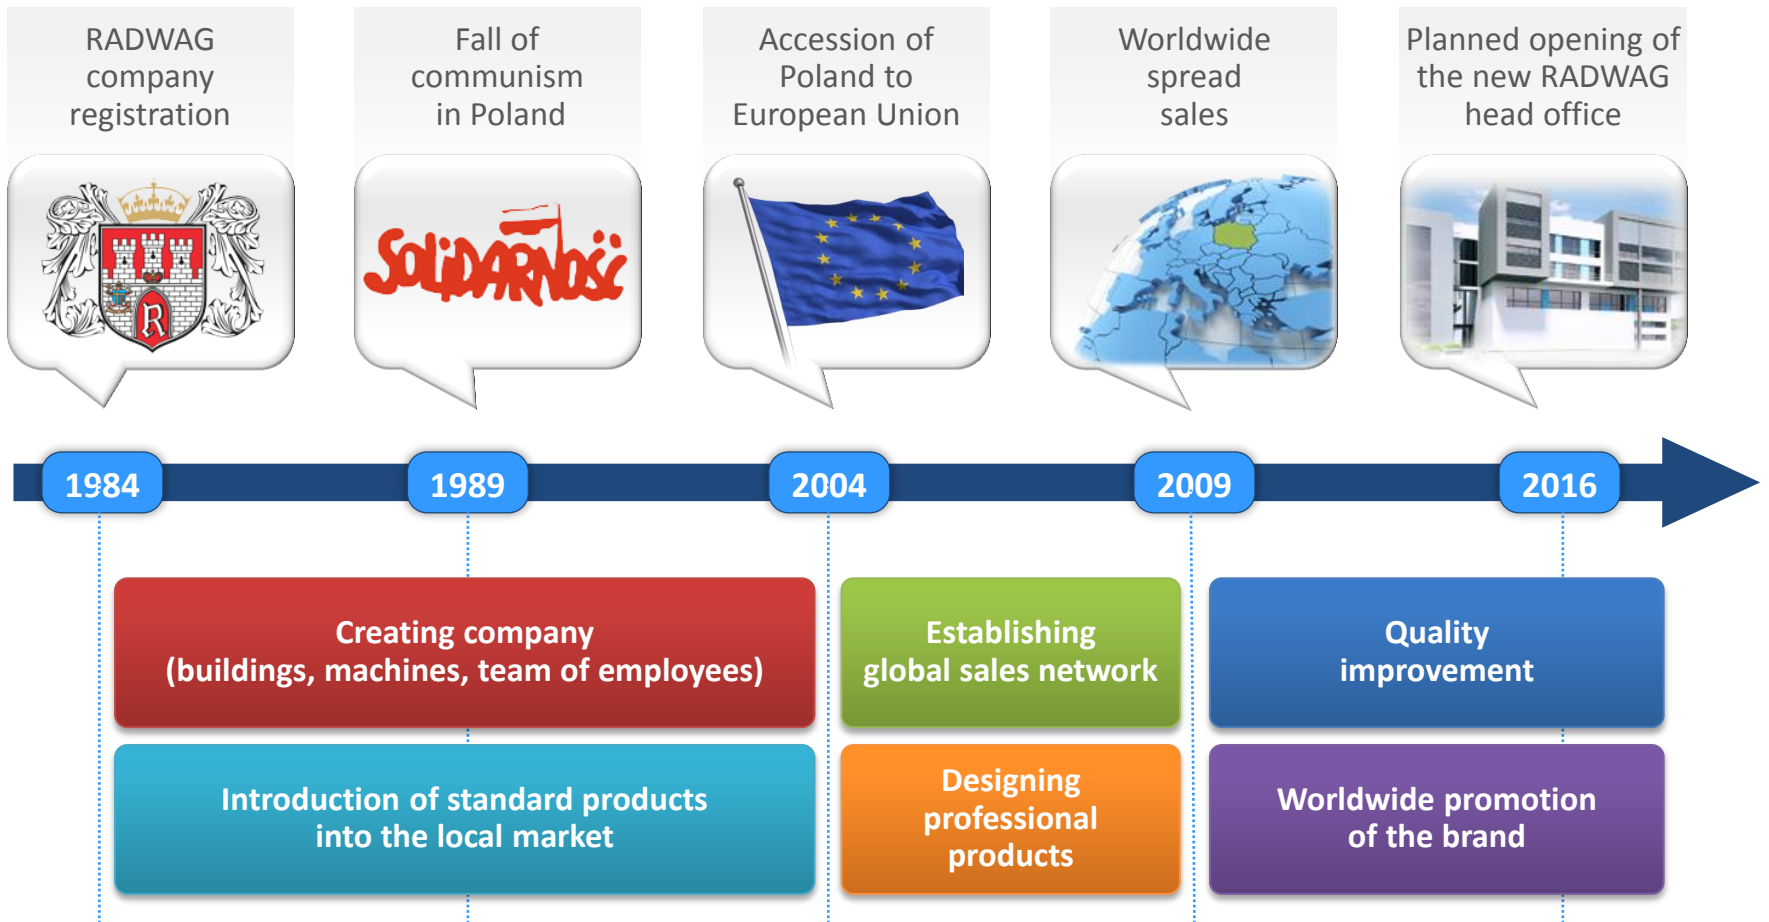 RADWAG
company
registration
Fall of
communism
in Poland
Accession of
Poland to
European Union
Worldwide
spread
sales
Planned opening of
the new RADWAG
head office
R
SOLiDARNOŚĆ
1984
1989
2004
2009
2016
Creating company
(buildings, machines, team of employees)
Establishing
global sales network
Quality
improvement
Introduction of standard products
into the local market
Designing
professional
products
Worldwide promotion
of the brand